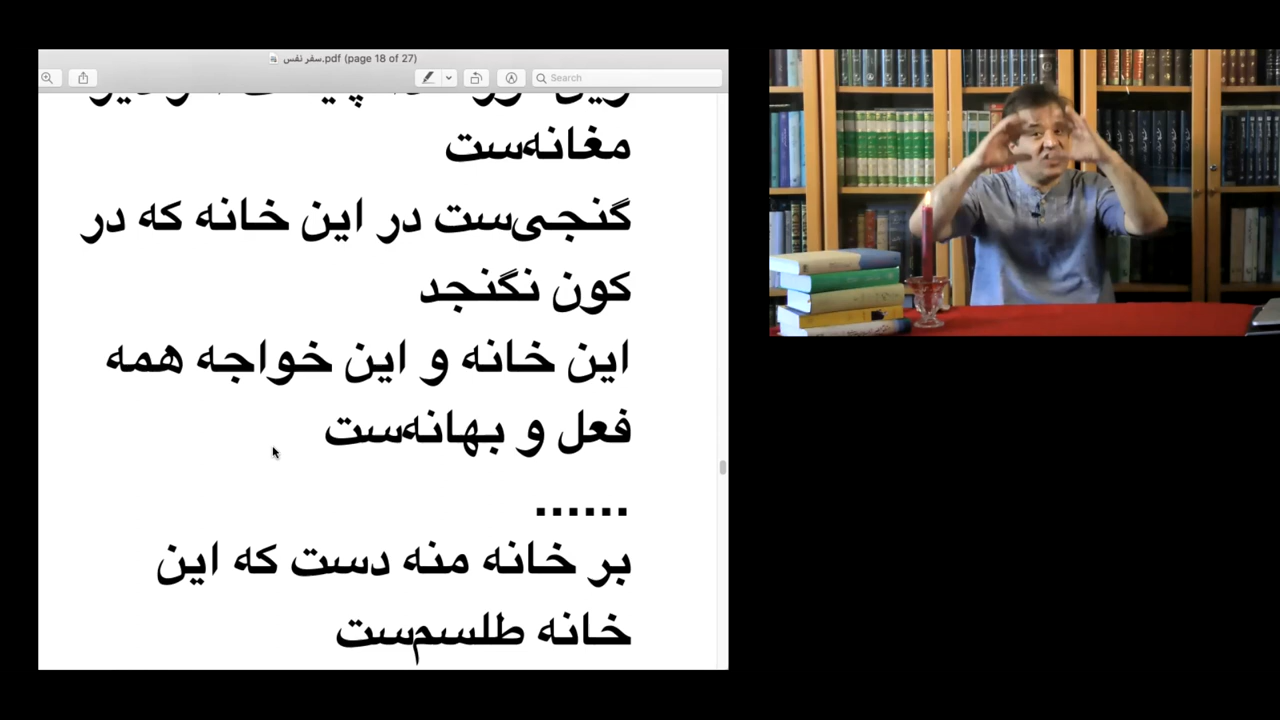 سفر نفس.pdf (page 18 of 27)
Search
مغانه‌ست
گنجی‌ست در این خانه که در
کون نگنجد
این خانه و این خواجه همه
فعل و بهانه‌ست
......
بر خانه منه دست که این
خانه طلسم‌ست